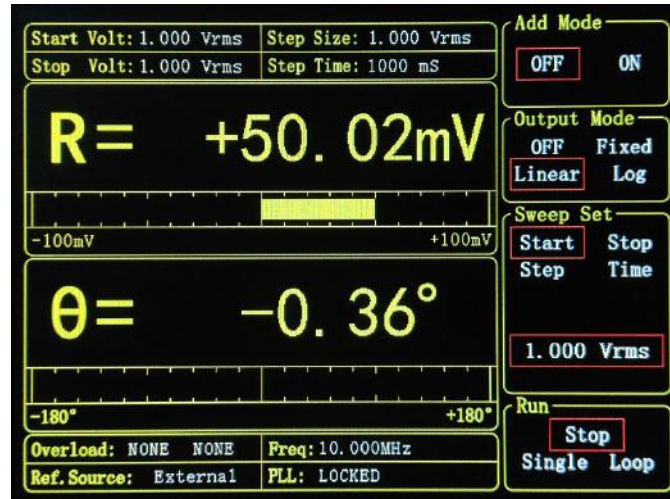 Start Volt: 1.000 Vrms Step Size: 1.000 Vrms
Stop Volt: 1.000 Vrms Step Time: 1000 mS
R= +50.02mV
-100mV +100mV
θ= -0.36°
-180° +180°
Overload: NONE NONE Freq: 10.000MHz
Ref.Source: External PLL: LOCKED
Add Mode
OFF ON
Output Mode
OFF Fixed
Linear Log
Sweep Set
Start Stop
Step Time
1.000 Vrms
Run
Stop
Single Loop